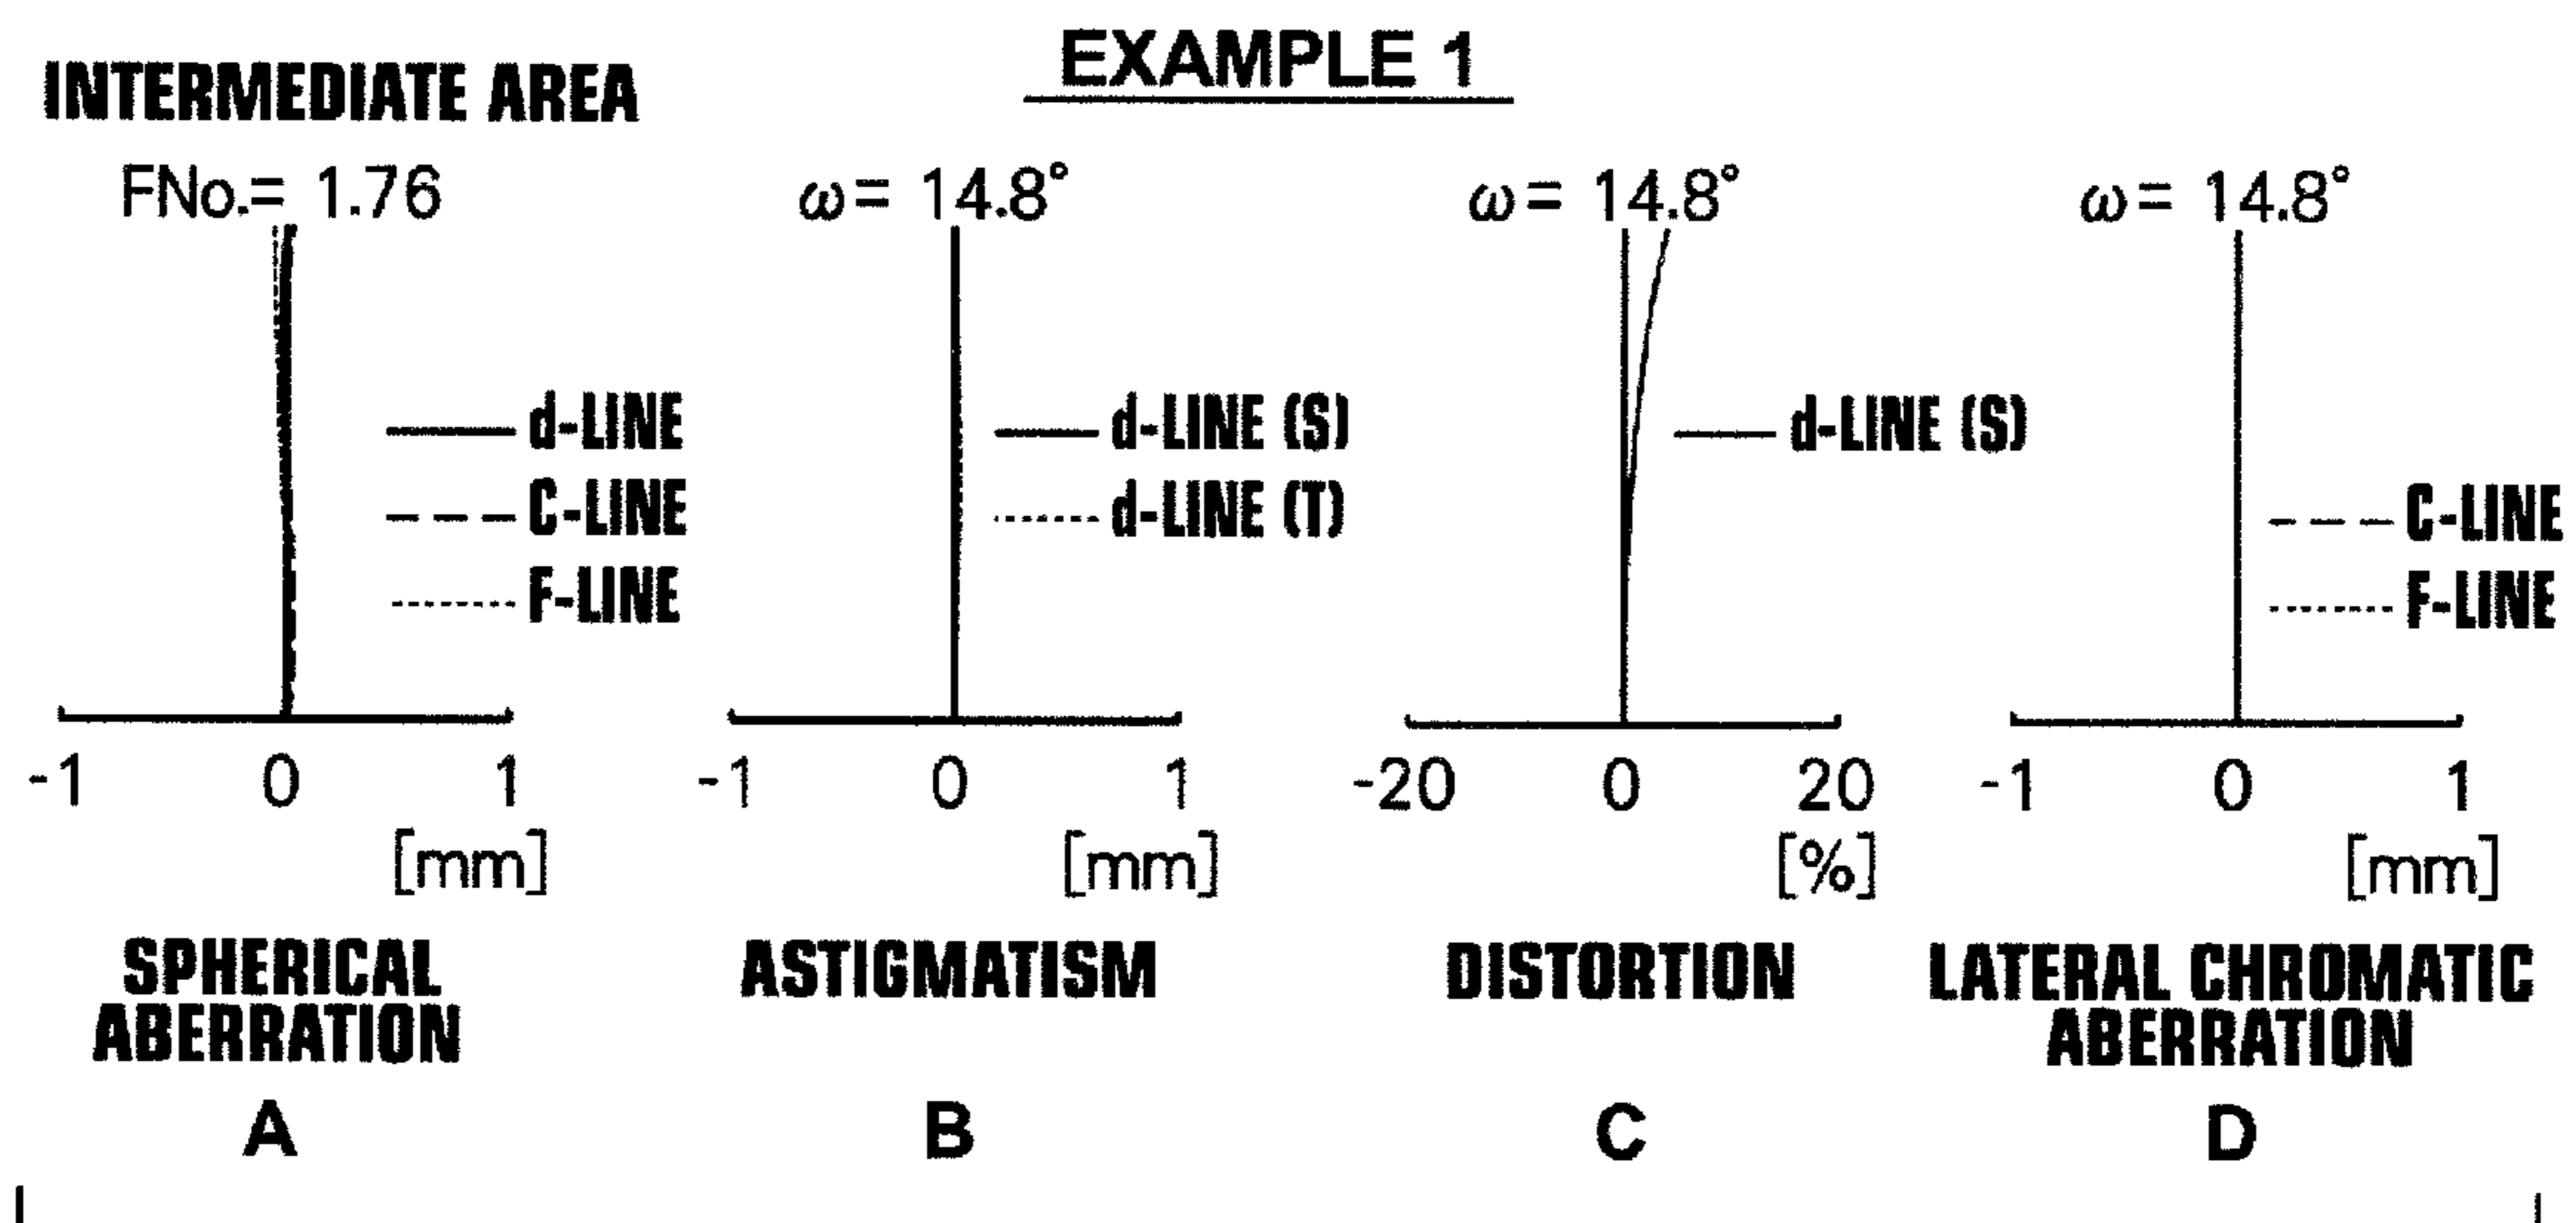 EXAMPLE 1
INTERMEDIATE AREA
FNo.= 1.76
ω= 14.8°
ω= 14.8°
ω= 14.8°
d-LINE
C-LINE
F-LINE
d-LINE (S)
d-LINE (T)
d-LINE (S)
C-LINE
F-LINE
-1 0 1
[mm]
-1 0 1
[mm]
-20 0 20
[%]
-1 0 1
[mm]
SPHERICAL
ABERRATION
ASTIGMATISM
DISTORTION
LATERAL CHROMATIC
ABERRATION
A
B
C
D